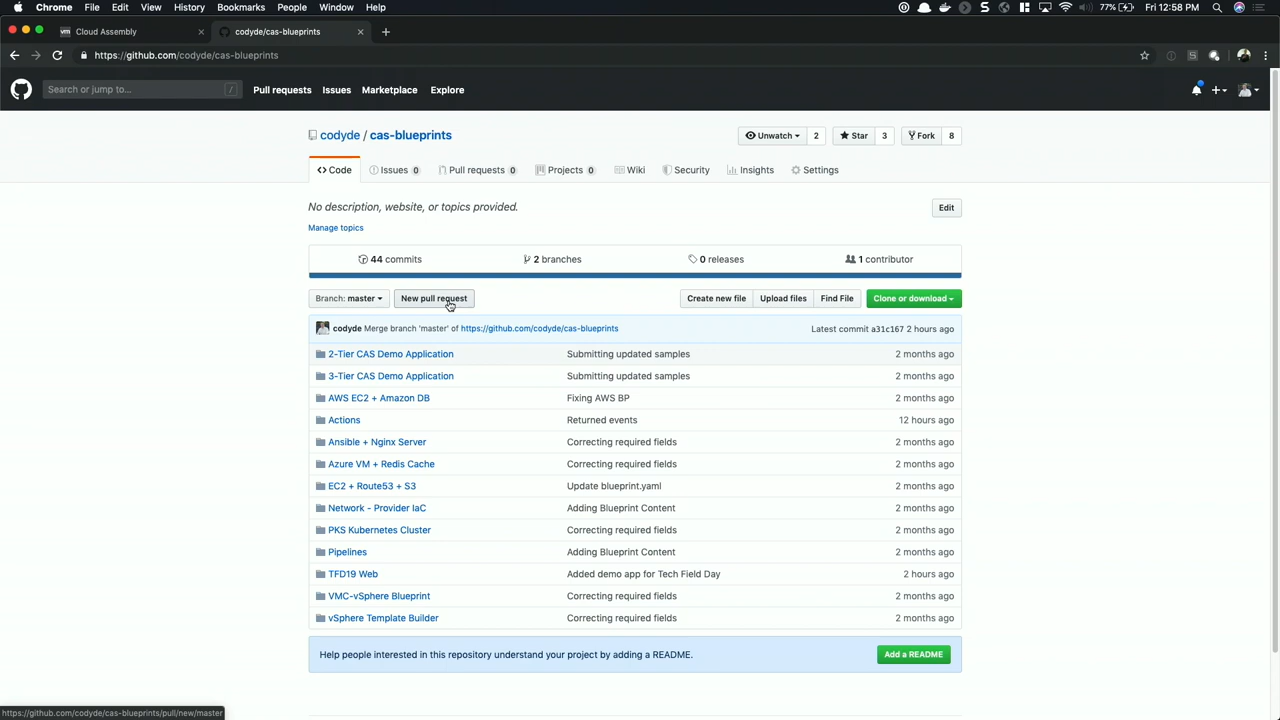 Chrome File Edit View History Bookmarks People Window Help 77% Fri 12:58 PM
vm Cloud Assembly × codyde/cas-blueprints × +
https://github.com/codyde/cas-blueprints
Search or jump to... / Pull requests Issues Marketplace Explore
codyde / cas-blueprints Unwatch 2 Star 3 Fork 8
Code Issues 0 Pull requests 0 Projects 0 Wiki Security Insights Settings
No description, website, or topics provided. Edit
Manage topics
44 commits 2 branches 0 releases 1 contributor
Branch: master New pull request Create new file Upload files Find File Clone or download
codyde Merge branch 'master' of https://github.com/codyde/cas-blueprints Latest commit a31c167 2 hours ago
2-Tier CAS Demo Application Submitting updated samples 2 months ago
3-Tier CAS Demo Application Submitting updated samples 2 months ago
AWS EC2 + Amazon DB Fixing AWS BP 2 months ago
Actions Returned events 12 hours ago
Ansible + Nginx Server Correcting required fields 2 months ago
Azure VM + Redis Cache Correcting required fields 2 months ago
EC2 + Route53 + S3 Update blueprint.yaml 2 months ago
Network - Provider IaC Adding Blueprint Content 2 months ago
PKS Kubernetes Cluster Correcting required fields 2 months ago
Pipelines Adding Blueprint Content 2 months ago
TFD19 Web Added demo app for Tech Field Day 2 hours ago
VMC-vSphere Blueprint Correcting required fields 2 months ago
vSphere Template Builder Correcting required fields 2 months ago
Help people interested in this repository understand your project by adding a README. Add a README
https://github.com/codyde/cas-blueprints/pull/new/master